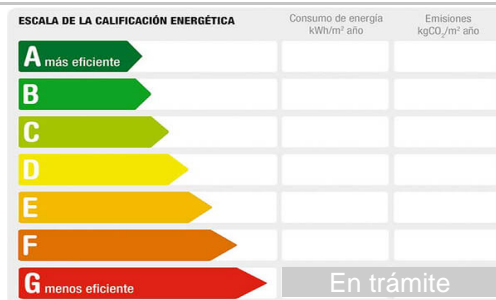 ESCALA DE LA CALIFICACIÓN ENERGÉTICA
Consumo de energía
kWh/m² año
Emisiones
kgCO₂/m² año
A más eficiente
B
C
D
E
F
G menos eficiente
En trámite